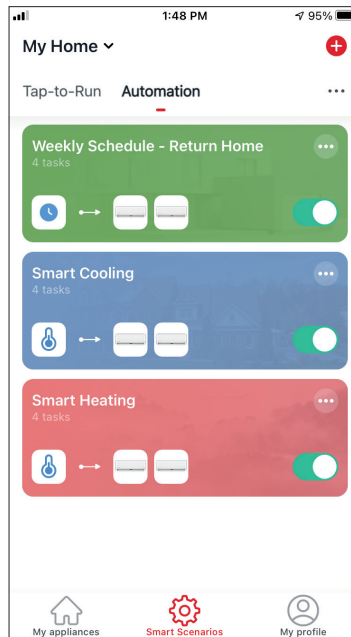 1:48 PM
95%
My Home
Tap-to-Run Automation
Weekly Schedule - Return Home
4 tasks
Smart Cooling
4 tasks
Smart Heating
4 tasks
My appliances
Smart Scenarios
My profile